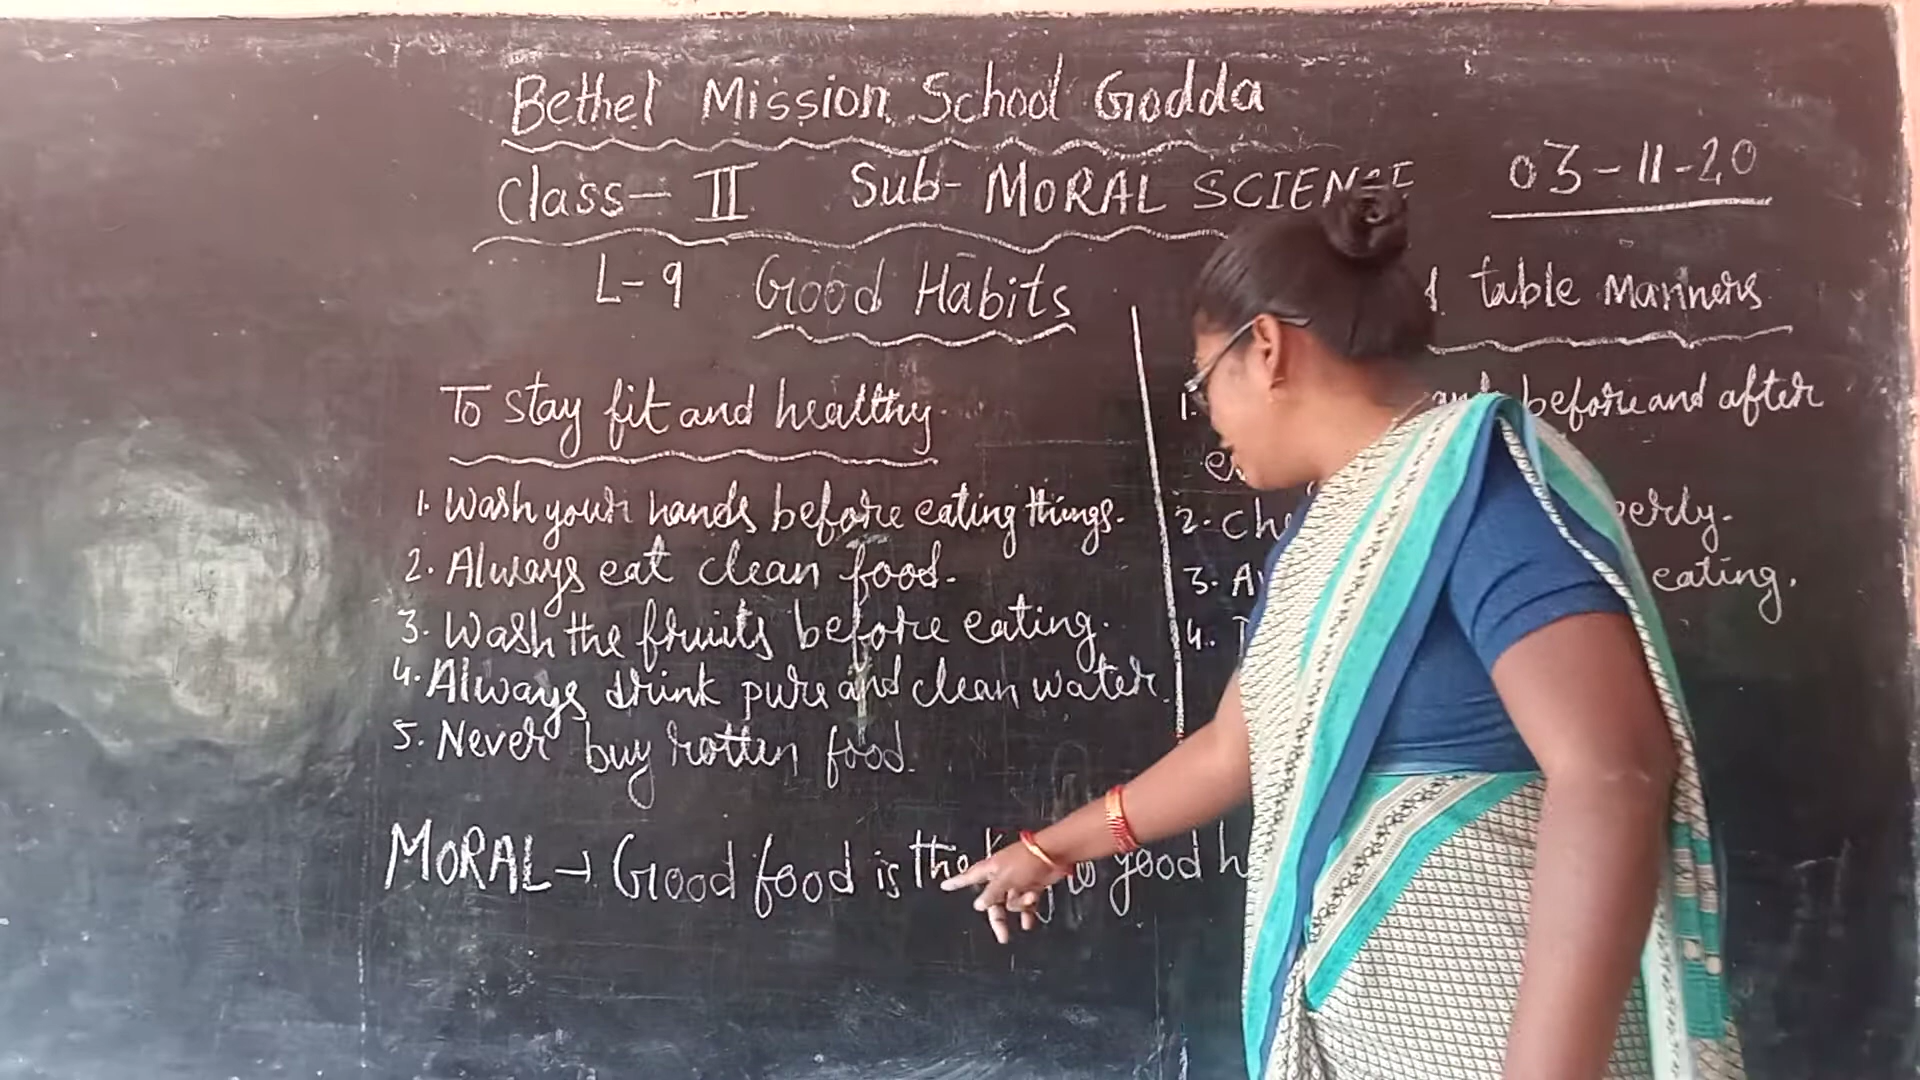 Bethel Mission School Godda
Class- II Sub- MORAL SCIENCE 03-11-20
L-9 Good Habits
To stay fit and healthy.
1. Wash your hands before eating things.
2. Always eat clean food.
3. Wash the fruits before eating.
4. Always drink pure and clean water.
5. Never buy rotten food.
table Manners
1. before and after
2.
3. eating.
4.
MORAL → Good food is the good